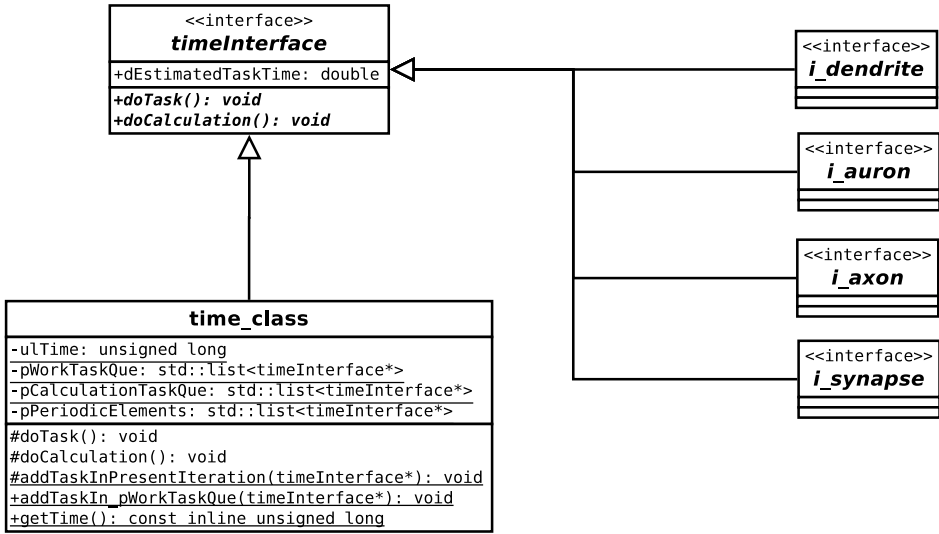 <<interface>>
timeInterface
+dEstimatedTaskTime: double
+doTask(): void
+doCalculation(): void
<<interface>>
i_dendrite
<<interface>>
i_auron
<<interface>>
i_axon
<<interface>>
i_synapse
time_class
-ulTime: unsigned long
-pWorkTaskQue: std::list<timeInterface*>
-pCalculationTaskQue: std::list<timeInterface*>
-pPeriodicElements: std::list<timeInterface*>
#doTask(): void
#doCalculation(): void
#addTaskInPresentIteration(timeInterface*): void
+addTaskIn_pWorkTaskQue(timeInterface*): void
+getTime(): const inline unsigned long